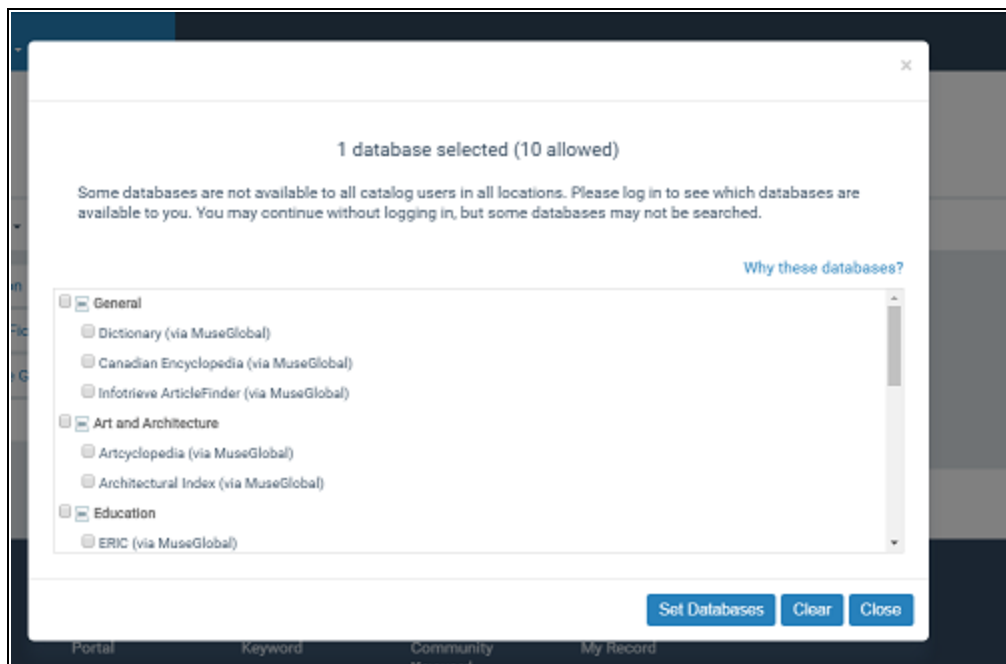 ×
1 database selected (10 allowed)
Some databases are not available to all catalog users in all locations. Please log in to see which databases are
available to you. You may continue without logging in, but some databases may not be searched.
Why these databases?
General
Dictionary (via MuseGlobal)
Canadian Encyclopedia (via MuseGlobal)
Infotrieve ArticleFinder (via MuseGlobal)
Art and Architecture
Artcyclopedia (via MuseGlobal)
Architectural Index (via MuseGlobal)
Education
ERIC (via MuseGlobal)
Set Databases Clear Close
Portal Keyword Community My Record